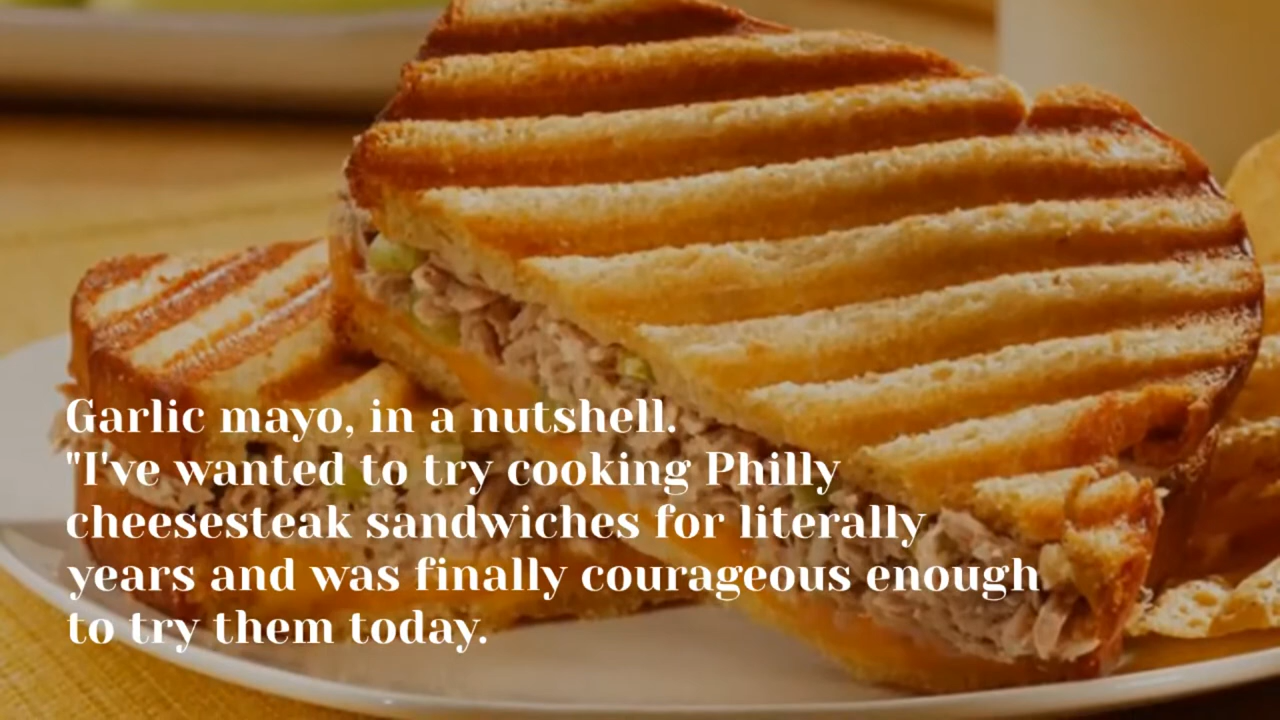 Garlic mayo, in a nutshell.
"I've wanted to try cooking Philly
cheesesteak sandwiches for literally
years and was finally courageous enough
to try them today.